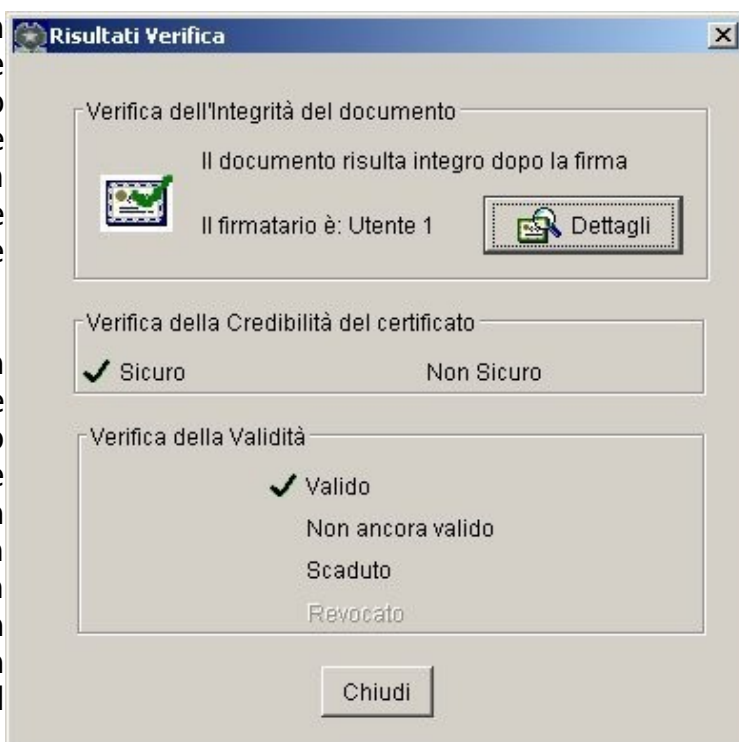 Risultati Verifica
Verifica dell'Integrità del documento
Il documento risulta integro dopo la firma
Il firmatario è: Utente 1
Dettagli
Verifica della Credibilità del certificato
Sicuro Non Sicuro
Verifica della Validità
Valido
Non ancora valido
Scaduto
Revocato
Chiudi